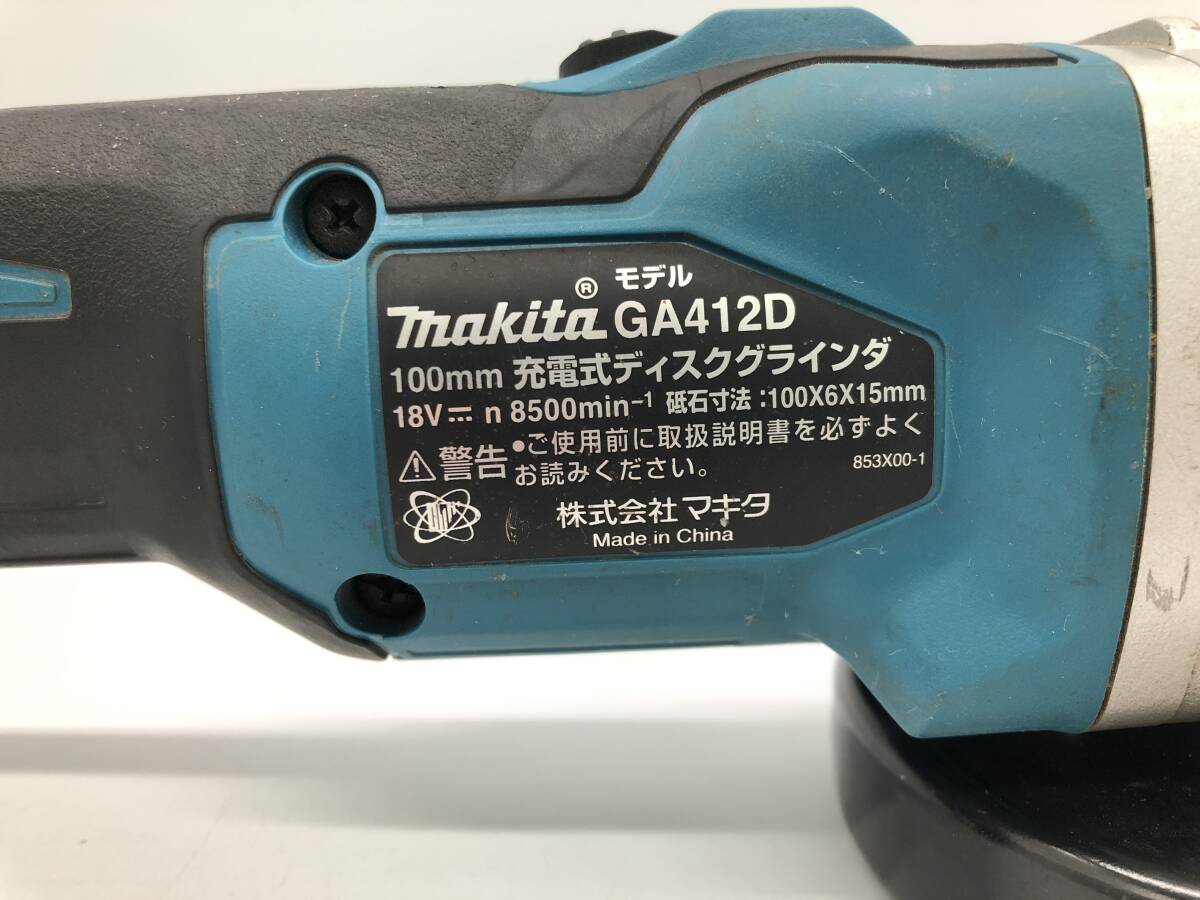 モデル
makita® GA412D
100mm 充電式ディスクグラインダ
18V⎓ n 8500min-1 砥石寸法:100X6X15mm
⚠警告 •ご使用前に取扱説明書を必ずよく
お読みください。
853X00-1
株式会社マキタ
Made in China